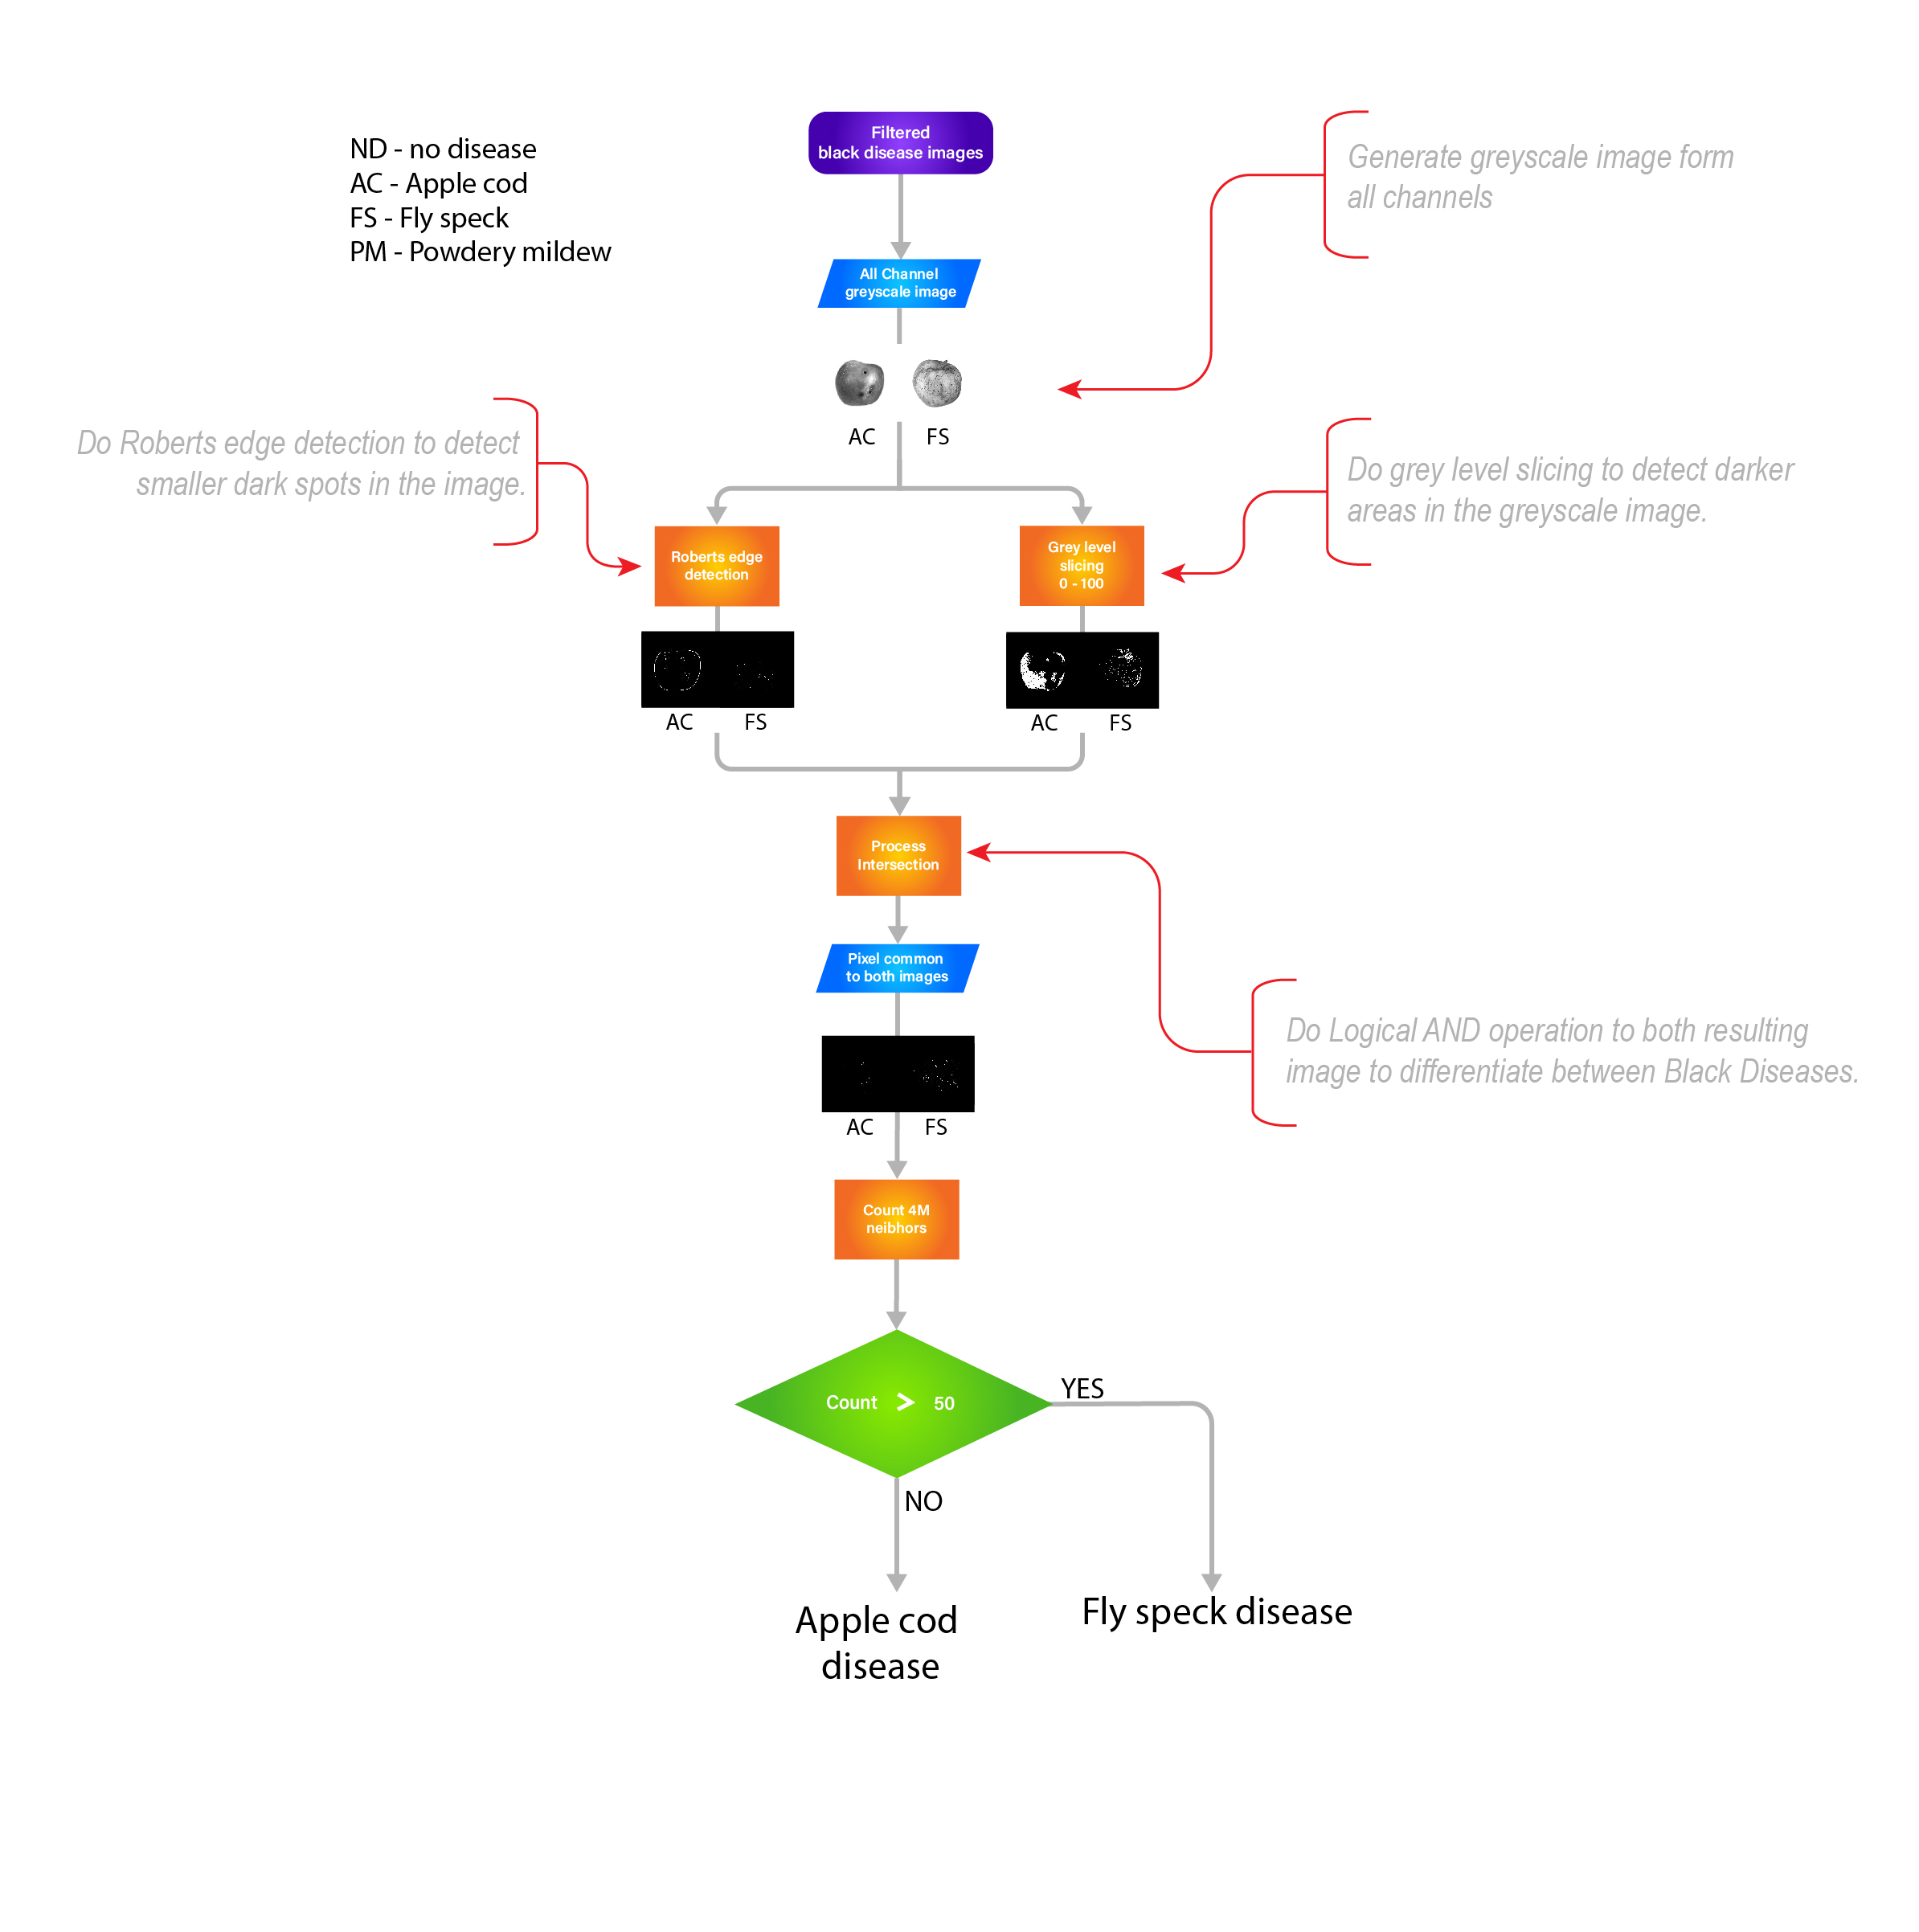 Filtered
black disease images
ND - no disease
AC - Apple cod
FS - Fly speck
PM - Powdery mildew
Generate greyscale image form
all channels
All Channel
greyscale image
AC FS
Do Roberts edge detection to detect
smaller dark spots in the image.
Do grey level slicing to detect darker
areas in the greyscale image.
Roberts edge
detection
Grey level
slicing
0 - 100
AC FS
AC FS
Process
Intersection
Pixel common
to both images
Do Logical AND operation to both resulting
image to differentiate between Black Diseases.
AC FS
Count 4M
neibhors
Count > 50
YES
NO
Apple cod
disease
Fly speck disease